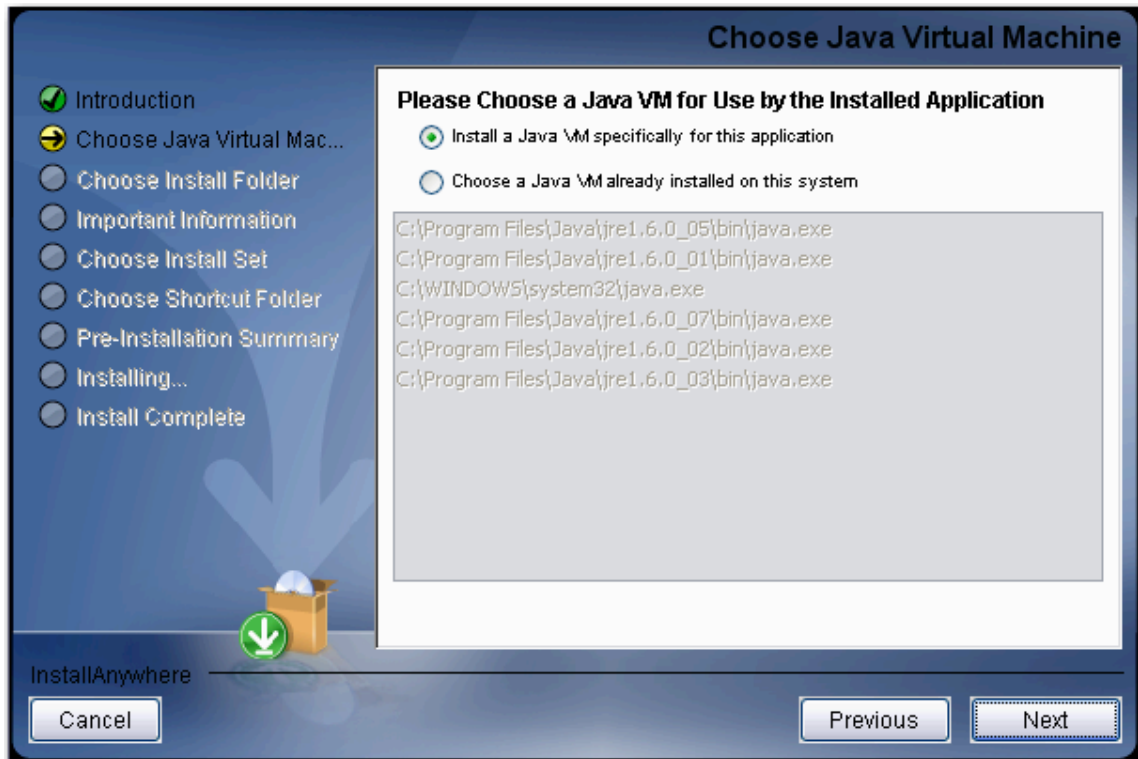 Choose Java Virtual Machine
Introduction
Choose Java Virtual Mac...
Choose Install Folder
Important Information
Choose Install Set
Choose Shortcut Folder
Pre-Installation Summary
Installing...
Install Complete
Please Choose a Java VM for Use by the Installed Application
Install a Java VM specifically for this application
Choose a Java VM already installed on this system
C:\Program Files\Java\jre1.6.0_05\bin\java.exe
C:\Program Files\Java\jre1.6.0_01\bin\java.exe
C:\WINDOWS\system32\java.exe
C:\Program Files\Java\jre1.6.0_07\bin\java.exe
C:\Program Files\Java\jre1.6.0_02\bin\java.exe
C:\Program Files\Java\jre1.6.0_03\bin\java.exe
InstallAnywhere
Cancel
Previous
Next